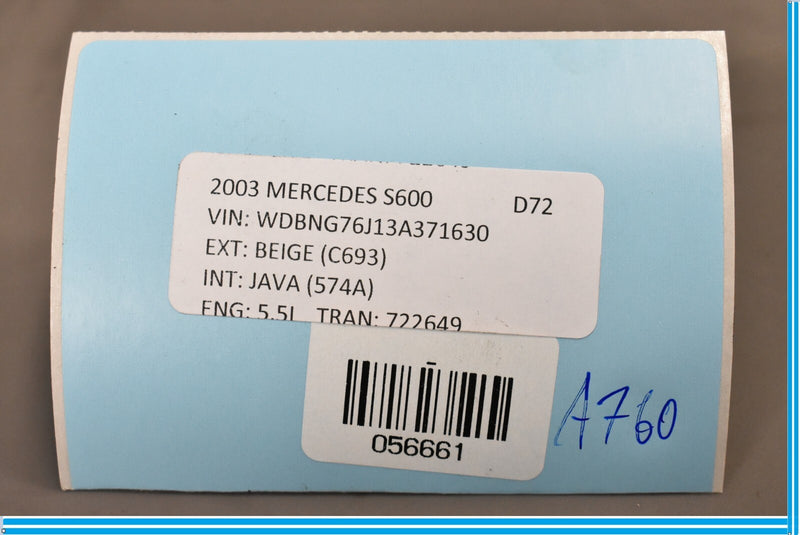 2003 MERCEDES S600 D72
VIN: WDBNG76J13A371630
EXT: BEIGE (C693)
INT: JAVA (574A)
ENG: 5.5L TRAN: 722649
056661
A760